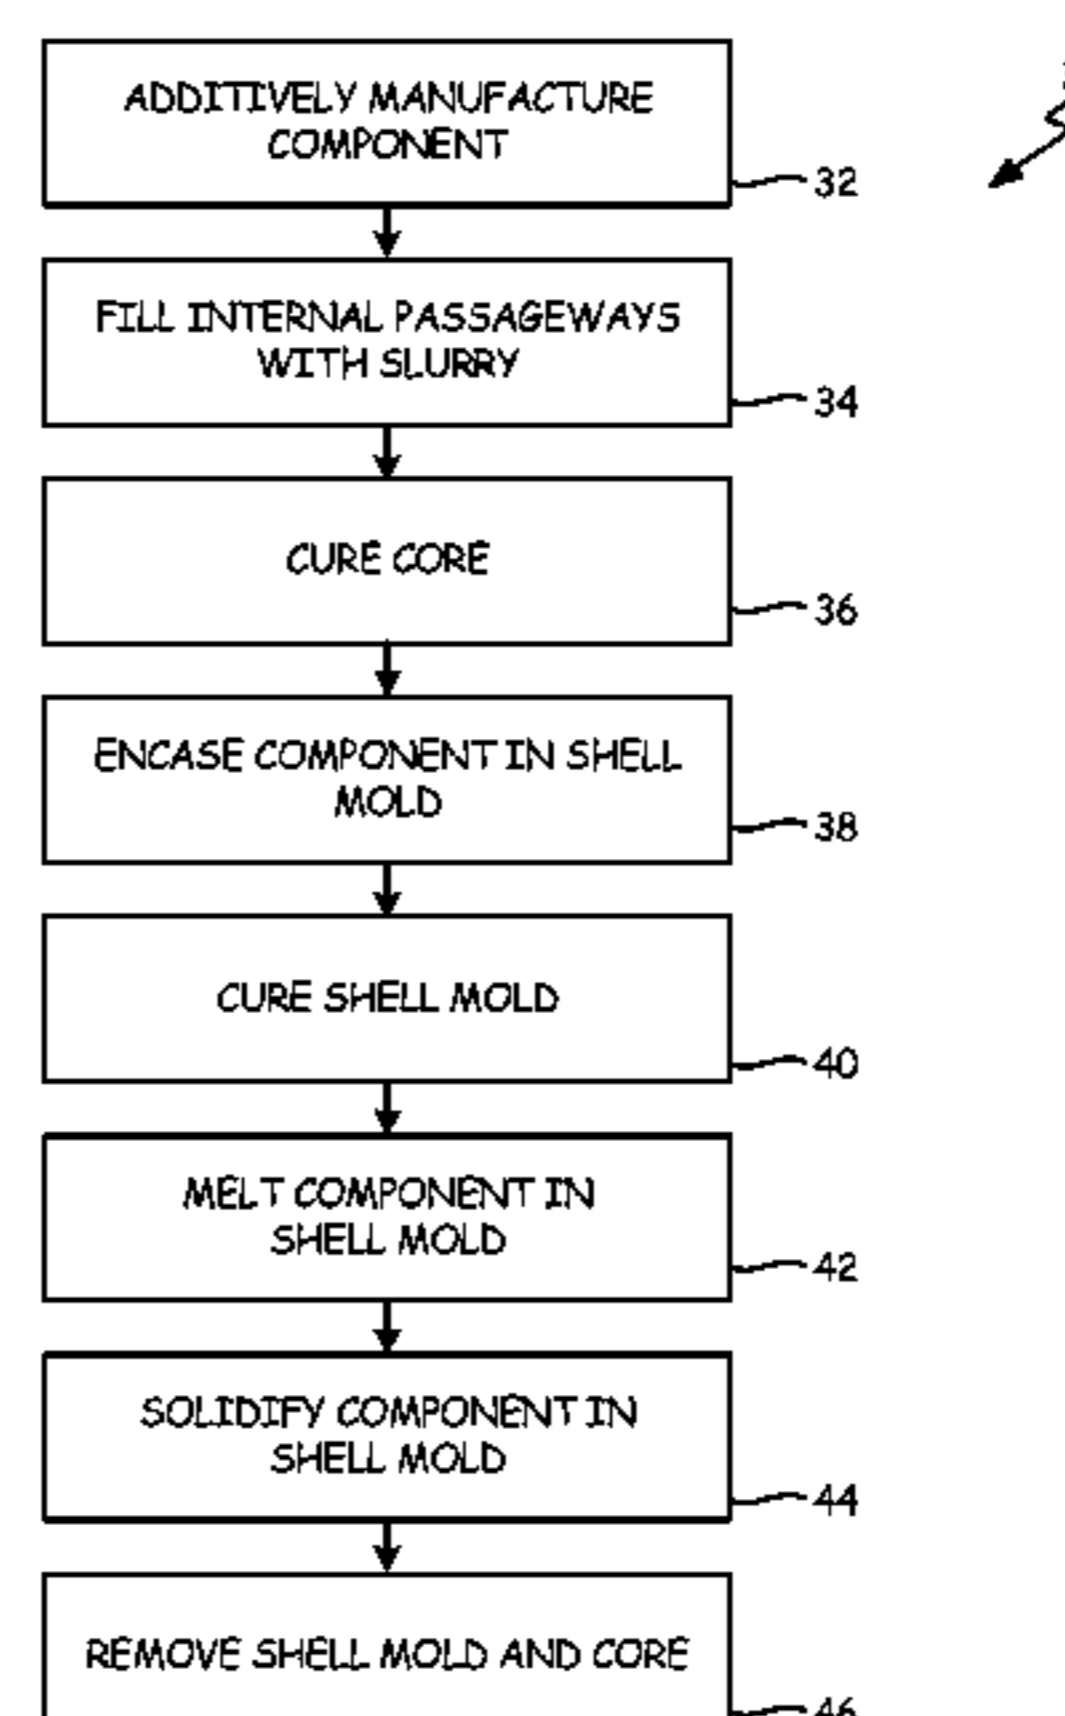 ADDITIVELY MANUFACTURE
COMPONENT
32
FILL INTERNAL PASSAGEWAYS
WITH SLURRY
34
CURE CORE
36
ENCASE COMPONENT IN SHELL
MOLD
38
CURE SHELL MOLD
40
MELT COMPONENT IN
SHELL MOLD
42
SOLIDIFY COMPONENT IN
SHELL MOLD
44
REMOVE SHELL MOLD AND CORE
46